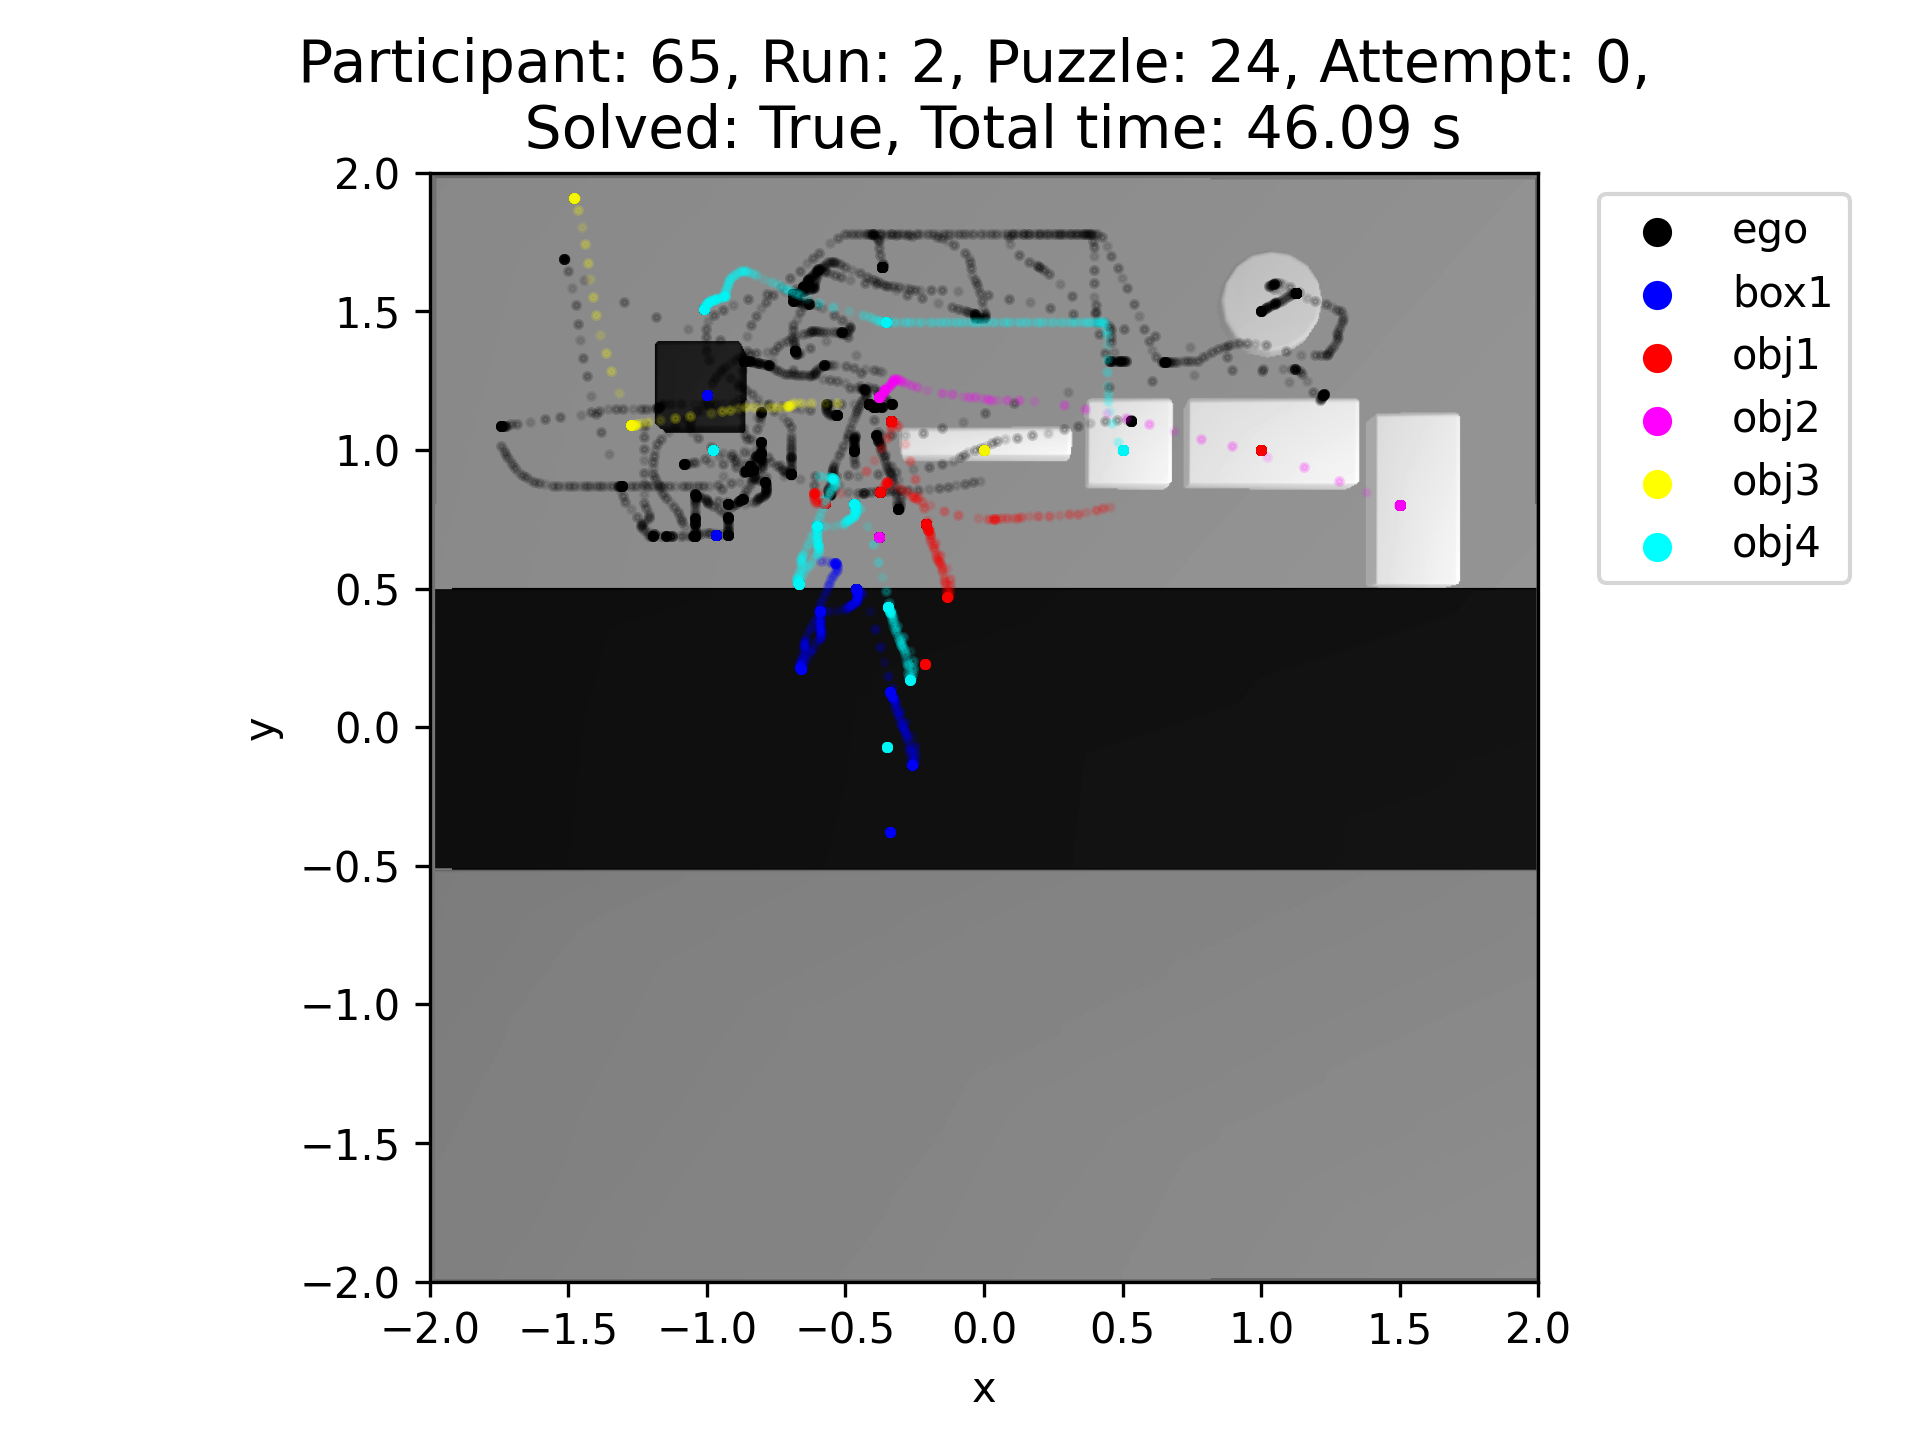 Participant: 65, Run: 2, Puzzle: 24, Attempt: 0,
Solved: True, Total time: 46.09 s
2.0
1.5
1.0
0.5
0.0
−0.5
−1.0
−1.5
−2.0
y
−2.0 −1.5 −1.0 −0.5 0.0 0.5 1.0 1.5 2.0
x
ego
box1
obj1
obj2
obj3
obj4